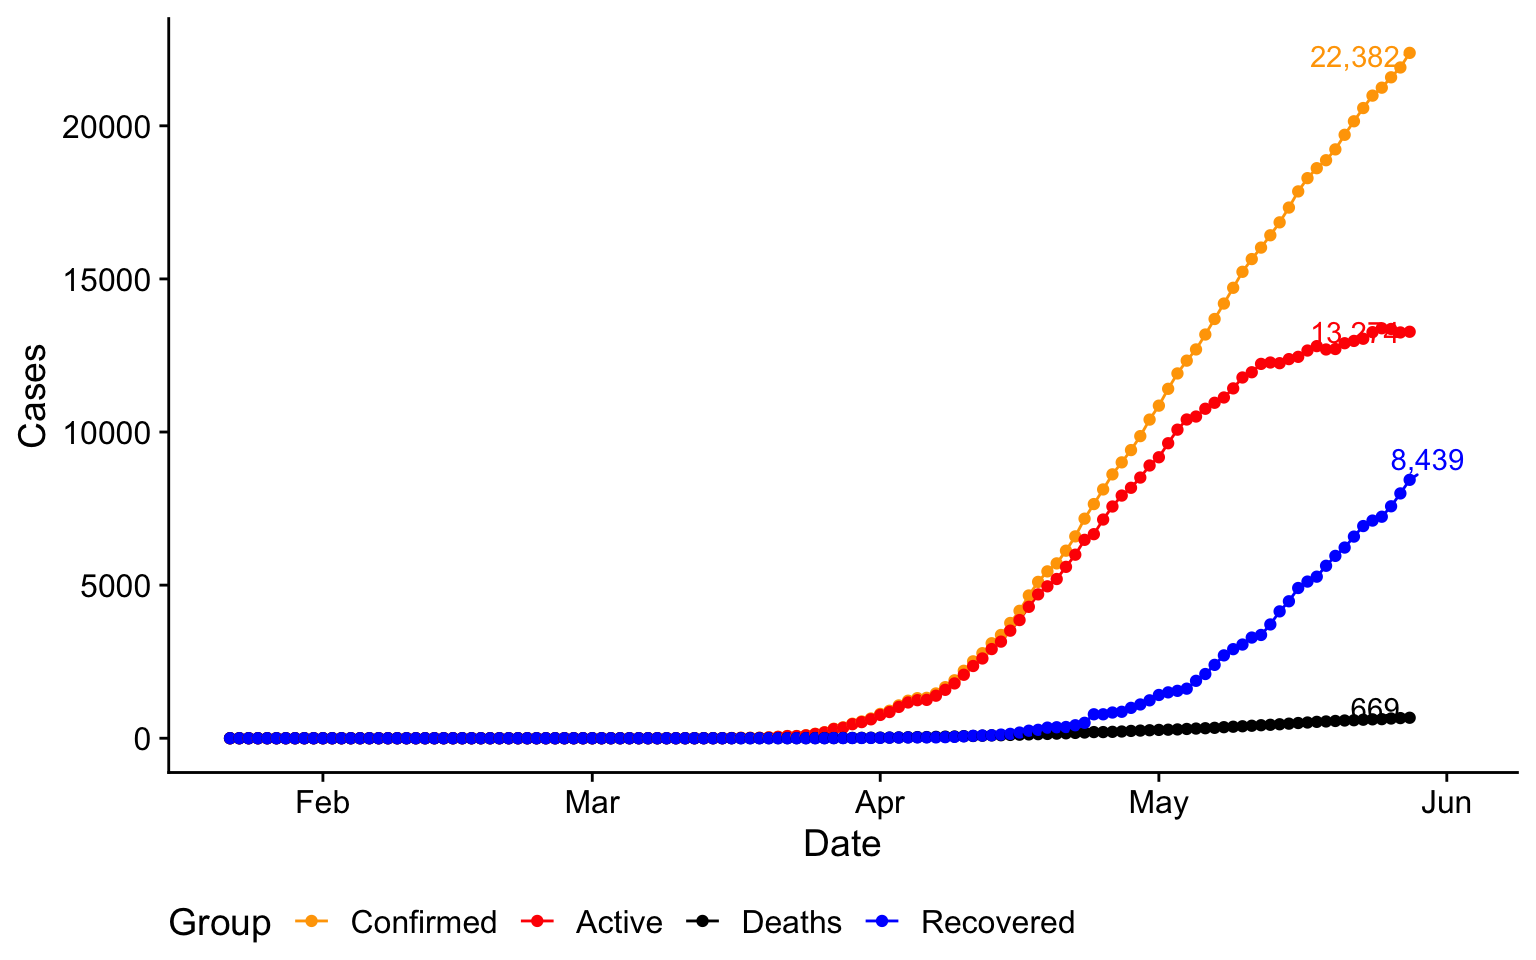 22,382
20000
15000
13,274
10000
8,439
5000
669
0
Cases
Feb Mar Apr May Jun
Date
Group Confirmed Active Deaths Recovered